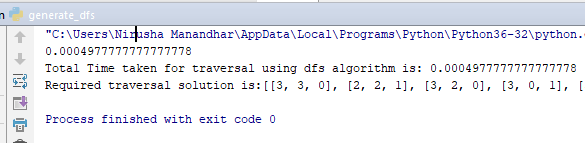 n generate_dfs
"C:\Users\Nirusha Manandhar\AppData\Local\Programs\Python\Python36-32\python.
0.0004977777777777778
Total Time taken for traversal using dfs algorithm is: 0.0004977777777777778
Required traversal solution is:[[3, 3, 0], [2, 2, 1], [3, 2, 0], [3, 0, 1], [
Process finished with exit code 0